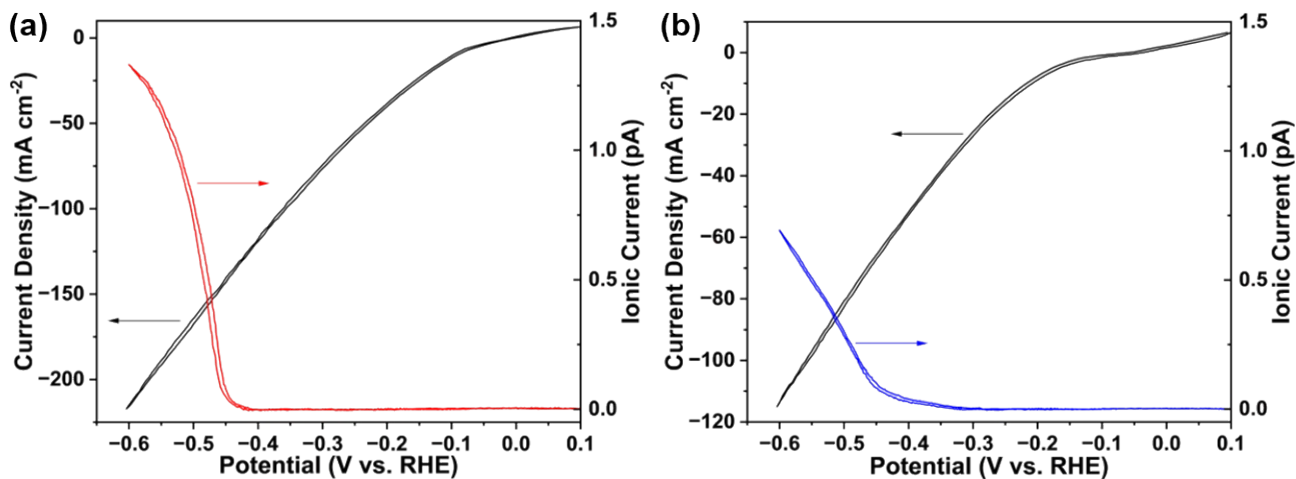 (a)
Current Density (mA cm⁻²)
0
−50
−100
−150
−200
1.5
1.0
0.5
0.0
Ionic Current (pA)
−0.6 −0.5 −0.4 −0.3 −0.2 −0.1 0.0 0.1
Potential (V vs. RHE)
(b)
Current Density (mA cm⁻²)
0
−20
−40
−60
−80
−100
−120
1.5
1.0
0.5
0.0
Ionic Current (pA)
−0.6 −0.5 −0.4 −0.3 −0.2 −0.1 0.0 0.1
Potential (V vs. RHE)